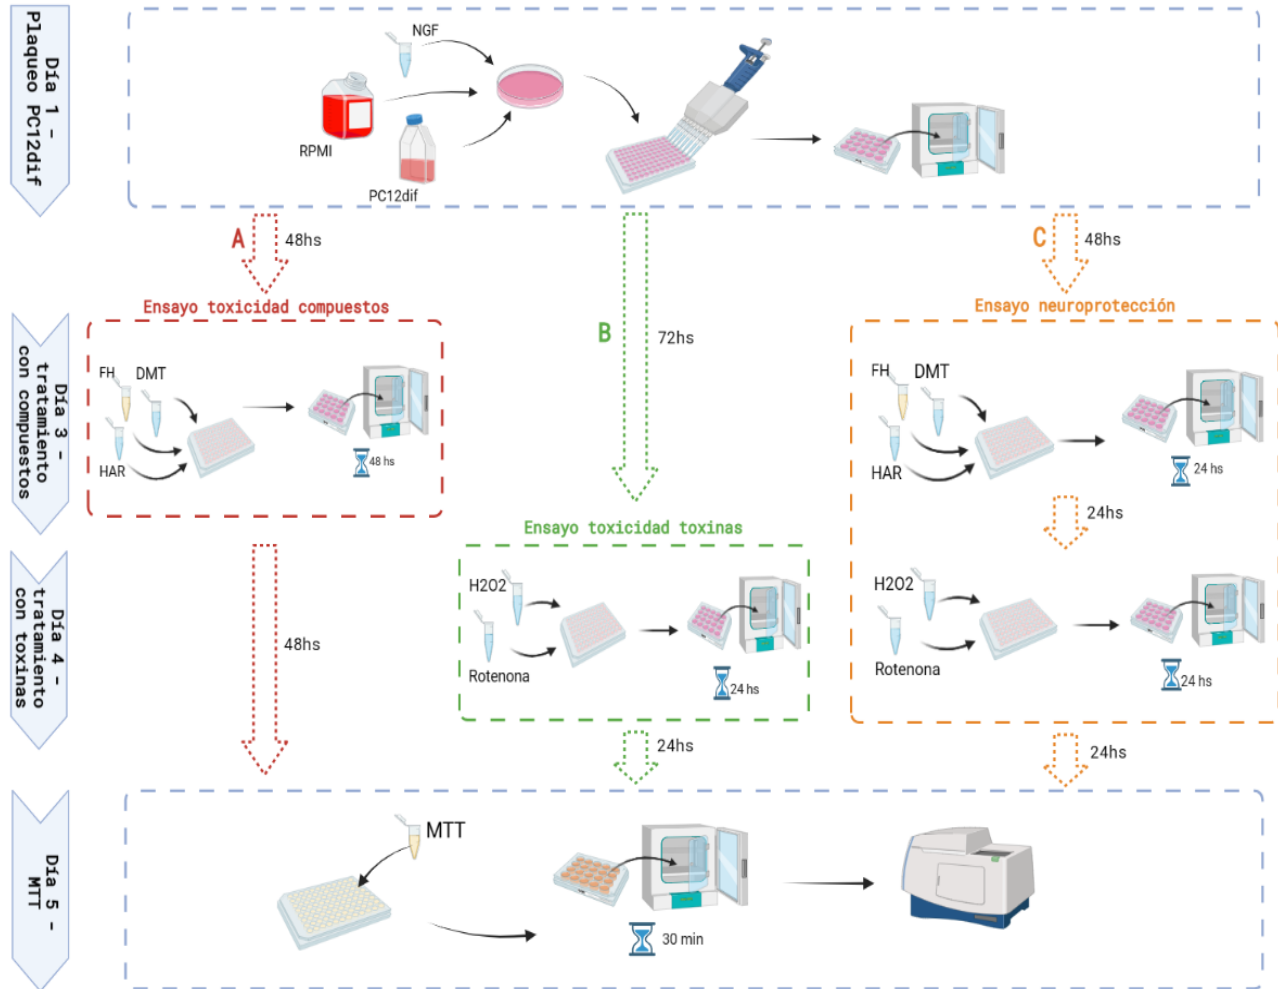 Día 1 –
Plaqueo PC12dif
NGF
RPMI
PC12dif
A
48hs
C
48hs
Ensayo toxicidad compuestos
B
72hs
Ensayo neuroprotección
Día 3 –
tratamiento
con compuestos
FH
DMT
HAR
48 hs
FH
DMT
HAR
24 hs
24hs
Ensayo toxicidad toxinas
Día 4 –
tratamiento
con toxinas
48hs
H2O2
Rotenona
24 hs
H2O2
Rotenona
24 hs
24hs
24hs
Día 5 –
MTT
MTT
30 min